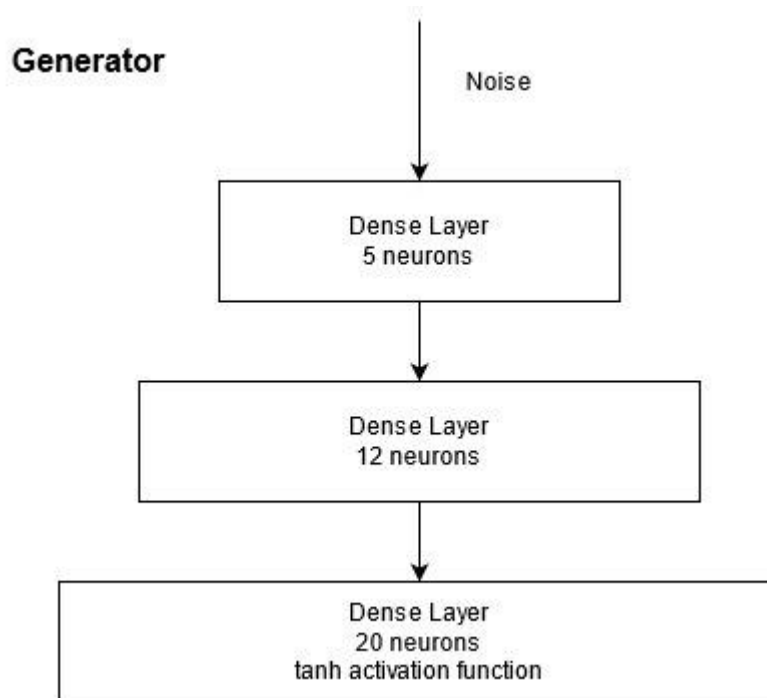 Generator
Noise
Dense Layer
5 neurons
Dense Layer
12 neurons
Dense Layer
20 neurons
tanh activation function